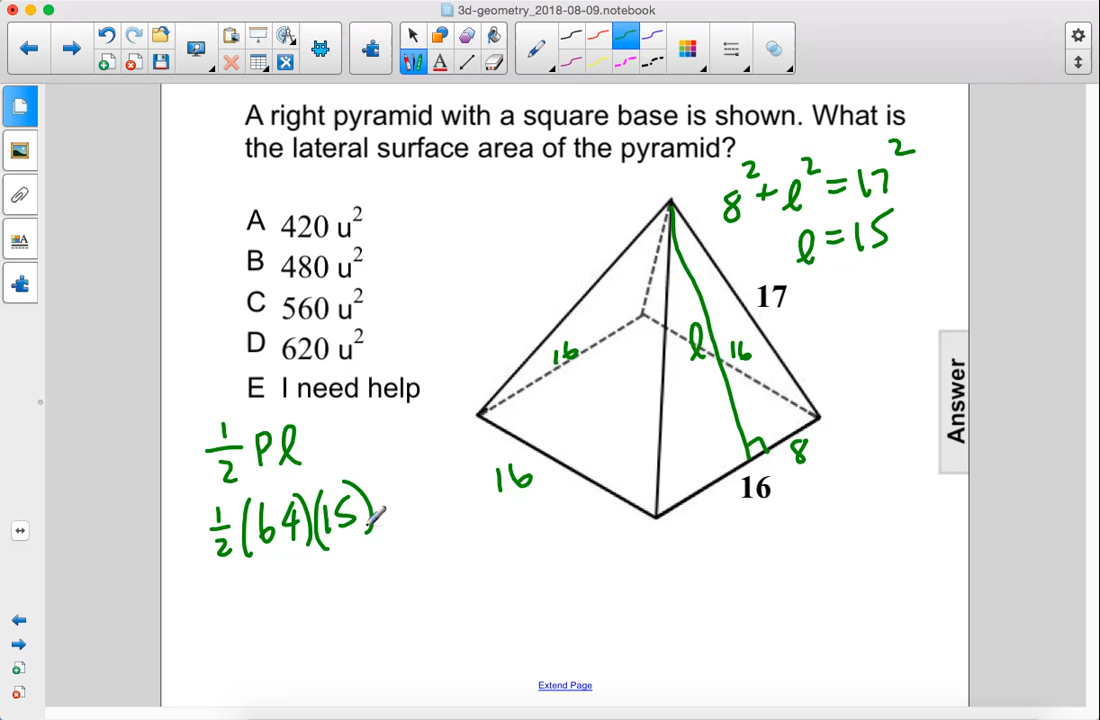 3d-geometry_2018-08-09.notebook
A right pyramid with a square base is shown. What is
the lateral surface area of the pyramid?
8² + l² = 17²
l = 15
A 420 u²
B 480 u²
C 560 u²
D 620 u²
E I need help
17
16
l
16
8
16
16
1/2 Pl
1/2 (64)(15)
Answer
Extend Page